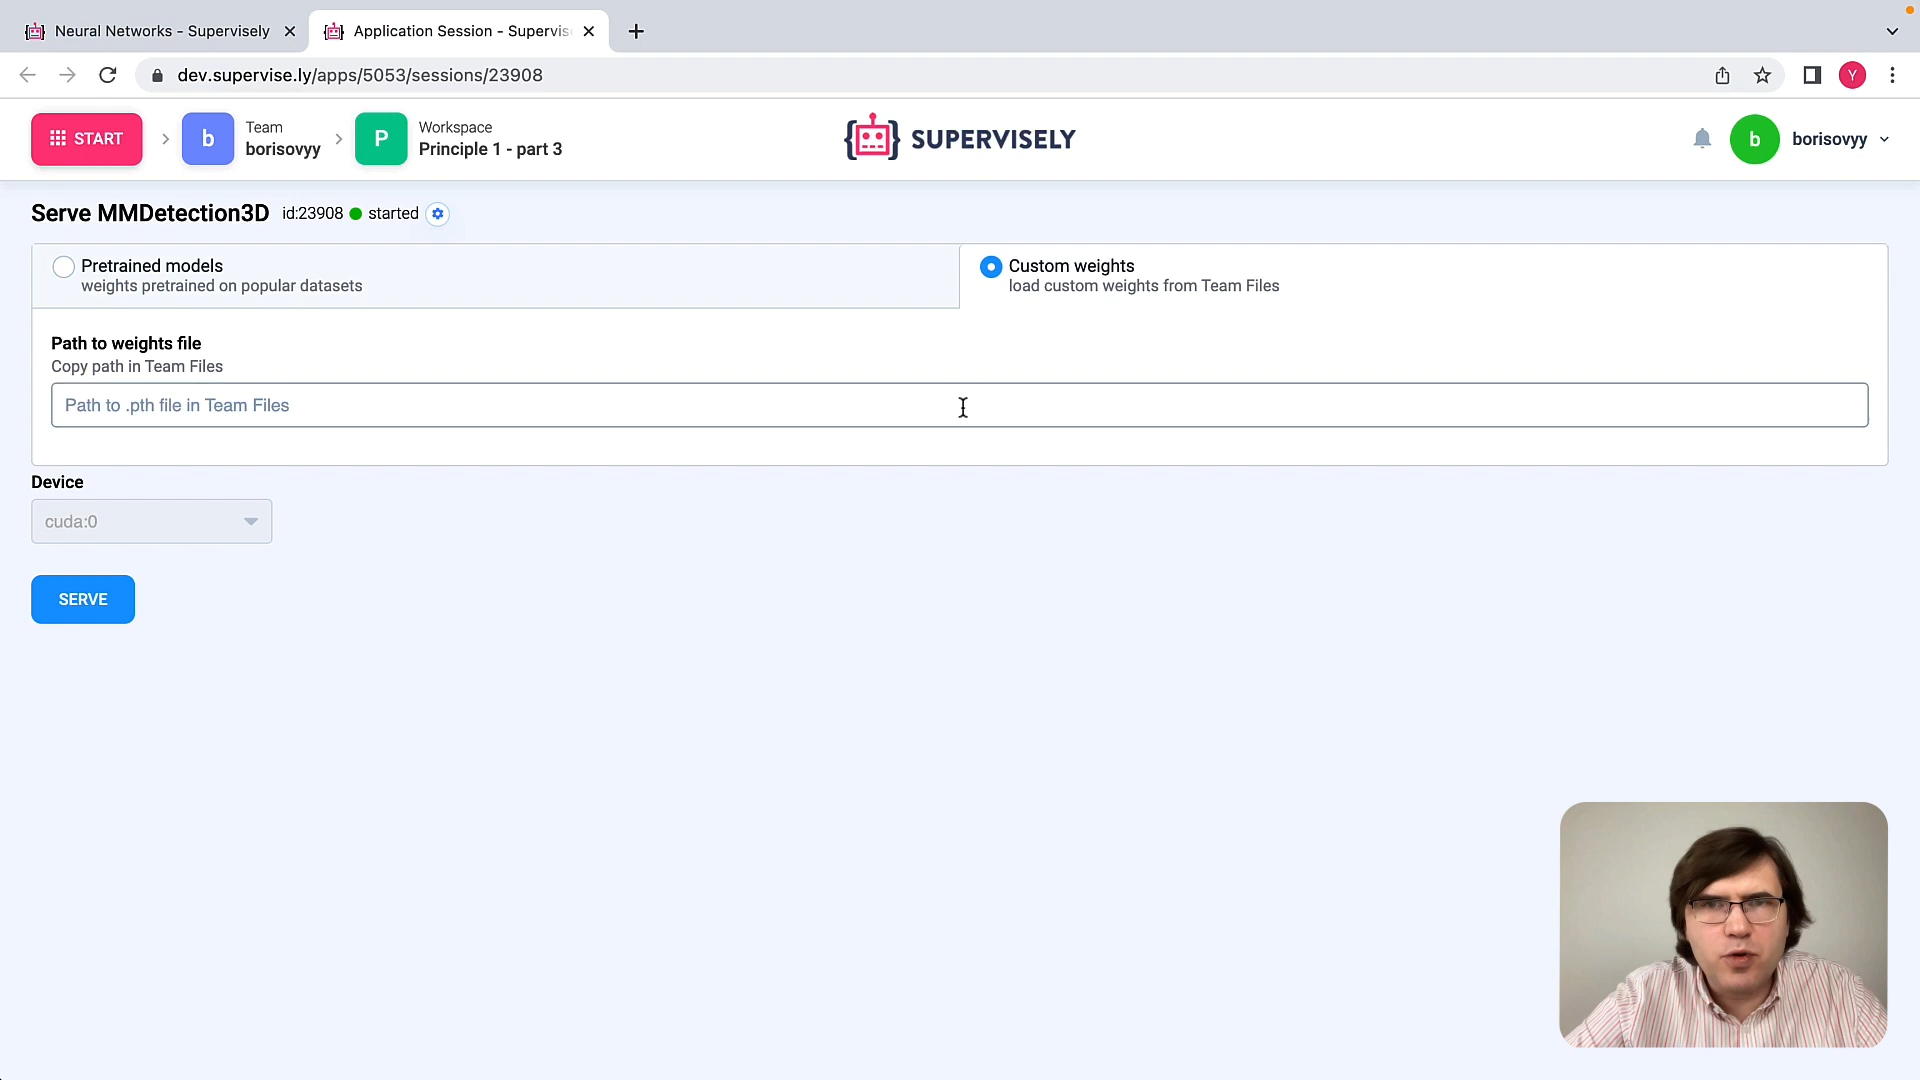 Neural Networks - Supervisely
Application Session - Supervis
dev.supervise.ly/apps/5053/sessions/23908
Y
START
b
Team
borisovyy
P
Workspace
Principle 1 - part 3
SUPERVISELY
b
borisovyy
Serve MMDetection3D id:23908 started
Pretrained models
weights pretrained on popular datasets
Custom weights
load custom weights from Team Files
Path to weights file
Copy path in Team Files
Path to .pth file in Team Files
Device
cuda:0
SERVE